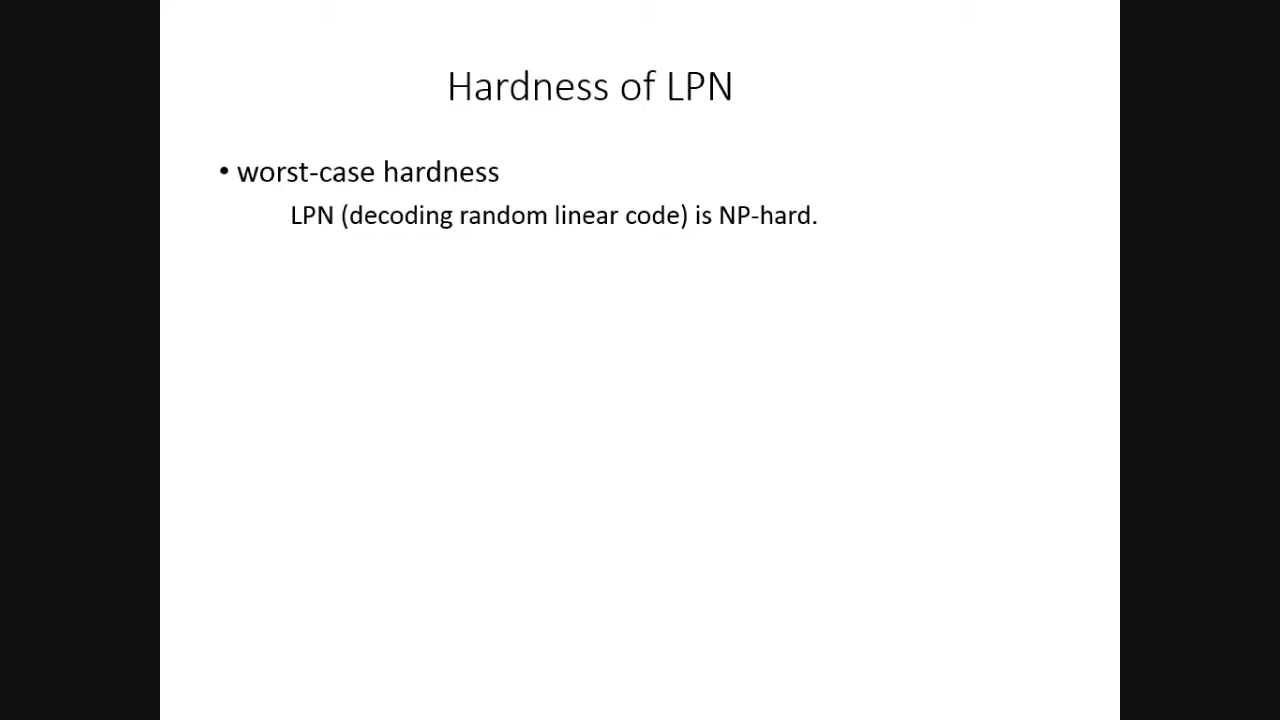 Hardness of LPN
• worst-case hardness
LPN (decoding random linear code) is NP-hard.